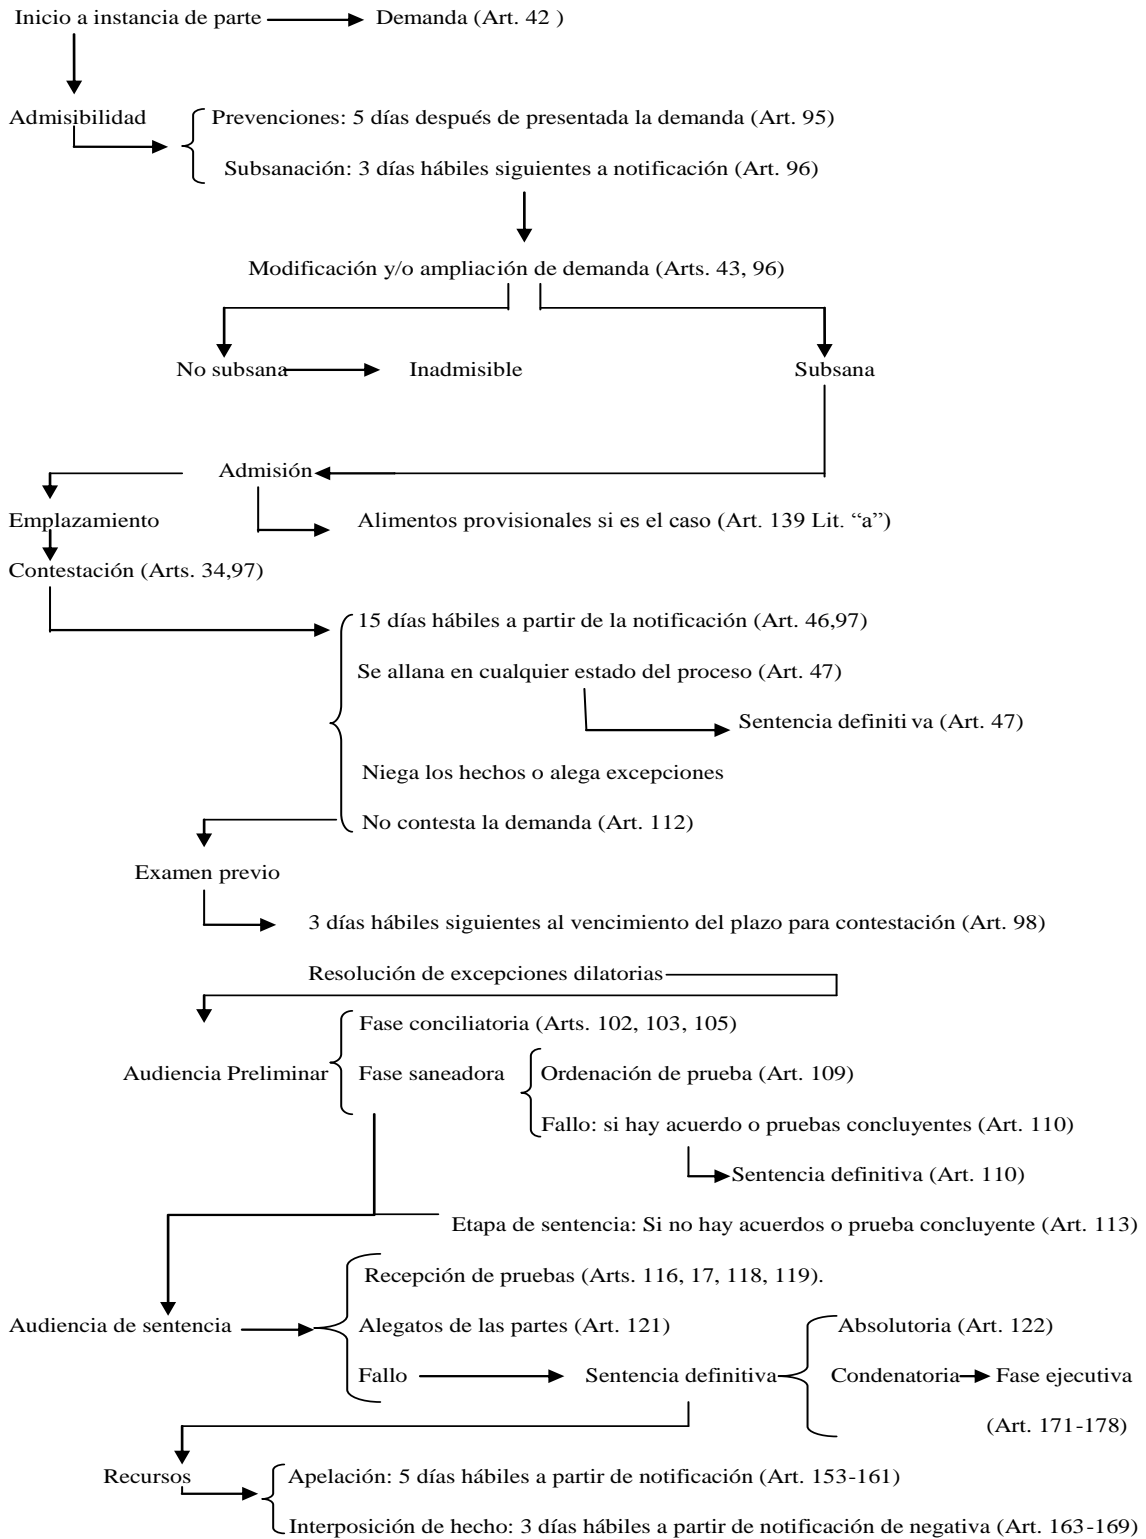 Inicio a instancia de parte Demanda (Art. 42 )
Admisibilidad
Prevenciones: 5 días después de presentada la demanda (Art. 95)
Subsanación: 3 días hábiles siguientes a notificación (Art. 96)
Modificación y/o ampliación de demanda (Arts. 43, 96)
No subsana Inadmisible Subsana
Admisión
Emplazamiento
Alimentos provisionales si es el caso (Art. 139 Lit. “a”)
Contestación (Arts. 34,97)
15 días hábiles a partir de la notificación (Art. 46,97)
Se allana en cualquier estado del proceso (Art. 47)
Sentencia definiti va (Art. 47)
Niega los hechos o alega excepciones
No contesta la demanda (Art. 112)
Examen previo
3 días hábiles siguientes al vencimiento del plazo para contestación (Art. 98)
Resolución de excepciones dilatorias
Fase conciliatoria (Arts. 102, 103, 105)
Audiencia Preliminar Fase saneadora Ordenación de prueba (Art. 109)
Fallo: si hay acuerdo o pruebas concluyentes (Art. 110)
Sentencia definitiva (Art. 110)
Etapa de sentencia: Si no hay acuerdos o prueba concluyente (Art. 113)
Recepción de pruebas (Arts. 116, 17, 118, 119).
Audiencia de sentencia Alegatos de las partes (Art. 121) Absolutoria (Art. 122)
Fallo Sentencia definitiva Condenatoria Fase ejecutiva
(Art. 171-178)
Recursos Apelación: 5 días hábiles a partir de notificación (Art. 153-161)
Interposición de hecho: 3 días hábiles a partir de notificación de negativa (Art. 163-169)